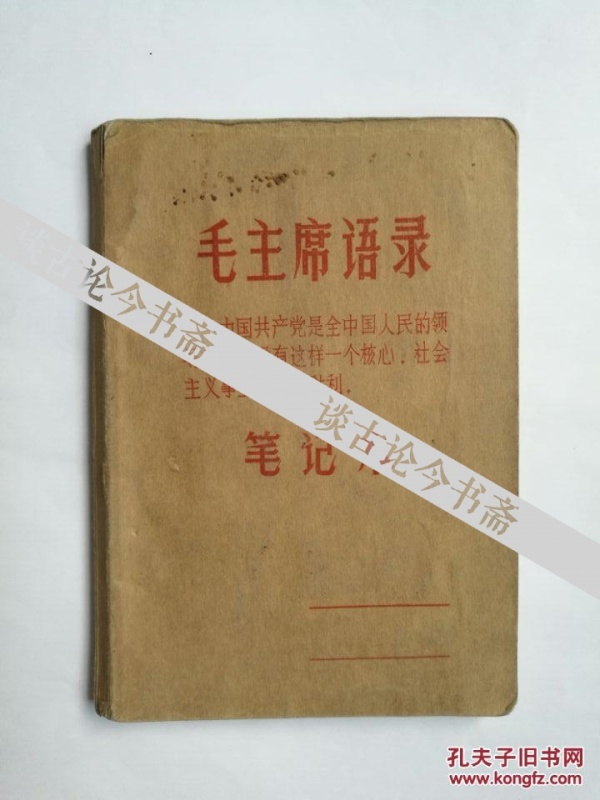 毛主席语录
中国共产党是全中国人民的领
有这样一个核心，社会
主义事 利．
笔记
谈古论今书斋
论今书斋
孔夫子旧书网
www.kongfz.com